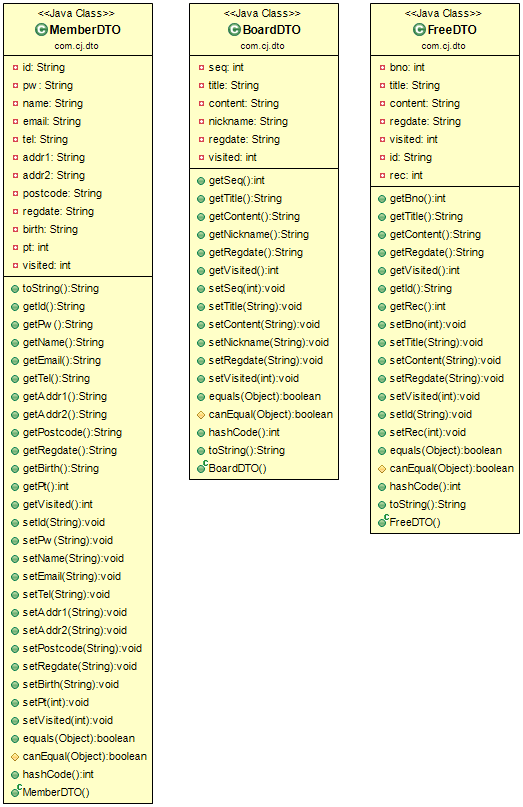 <<Java Class>>
MemberDTO
com.cj.dto
id: String
pw: String
name: String
email: String
tel: String
addr1: String
addr2: String
postcode: String
regdate: String
birth: String
pt: int
visited: int
toString():String
getId():String
getPw():String
getName():String
getEmail():String
getTel():String
getAddr1():String
getAddr2():String
getPostcode():String
getRegdate():String
getBirth():String
getPt():int
getVisited():int
setId(String):void
setPw(String):void
setName(String):void
setEmail(String):void
setTel(String):void
setAddr1(String):void
setAddr2(String):void
setPostcode(String):void
setRegdate(String):void
setBirth(String):void
setPt(int):void
setVisited(int):void
equals(Object):boolean
canEqual(Object):boolean
hashCode():int
MemberDTO()
<<Java Class>>
BoardDTO
com.cj.dto
seq: int
title: String
content: String
nickname: String
regdate: String
visited: int
getSeq():int
getTitle():String
getContent():String
getNickname():String
getRegdate():String
getVisited():int
setSeq(int):void
setTitle(String):void
setContent(String):void
setNickname(String):void
setRegdate(String):void
setVisited(int):void
equals(Object):boolean
canEqual(Object):boolean
hashCode():int
toString():String
BoardDTO()
<<Java Class>>
FreeDTO
com.cj.dto
bno: int
title: String
content: String
regdate: String
visited: int
id: String
rec: int
getBno():int
getTitle():String
getContent():String
getRegdate():String
getVisited():int
getId():String
getRec():int
setBno(int):void
setTitle(String):void
setContent(String):void
setRegdate(String):void
setVisited(int):void
setId(String):void
setRec(int):void
equals(Object):boolean
canEqual(Object):boolean
hashCode():int
toString():String
FreeDTO()